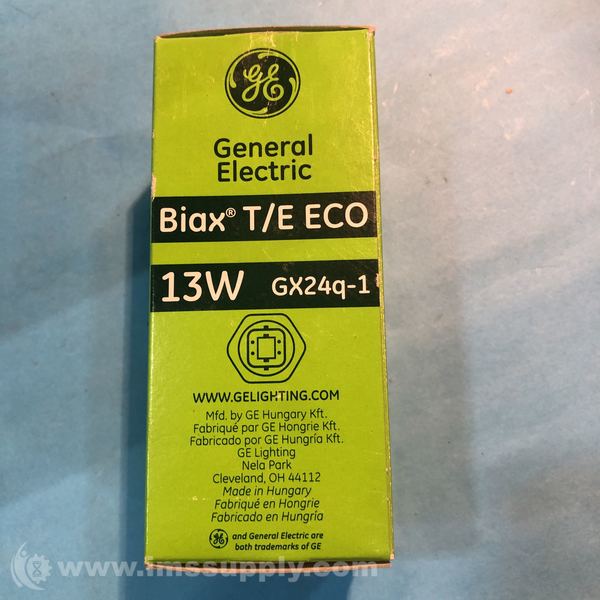 GE
General
Electric
Biax® T/E ECO
13W GX24q-1
WWW.GELIGHTING.COM
Mfd. by GE Hungary Kft.
Fabriqué par GE Hongrie Kft.
Fabricado por GE Hungría Kft.
GE Lighting
Nela Park
Cleveland, OH 44112
Made in Hungary
Fabriqué en Hongrie
Fabricado en Hungria
GE and General Electric are
both trademarks of GE
www.imssupply.com